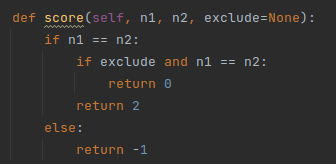 def score(self, n1, n2, exclude=None):
    if n1 == n2:
        if exclude and n1 == n2:
            return 0
        return 2
    else:
        return -1